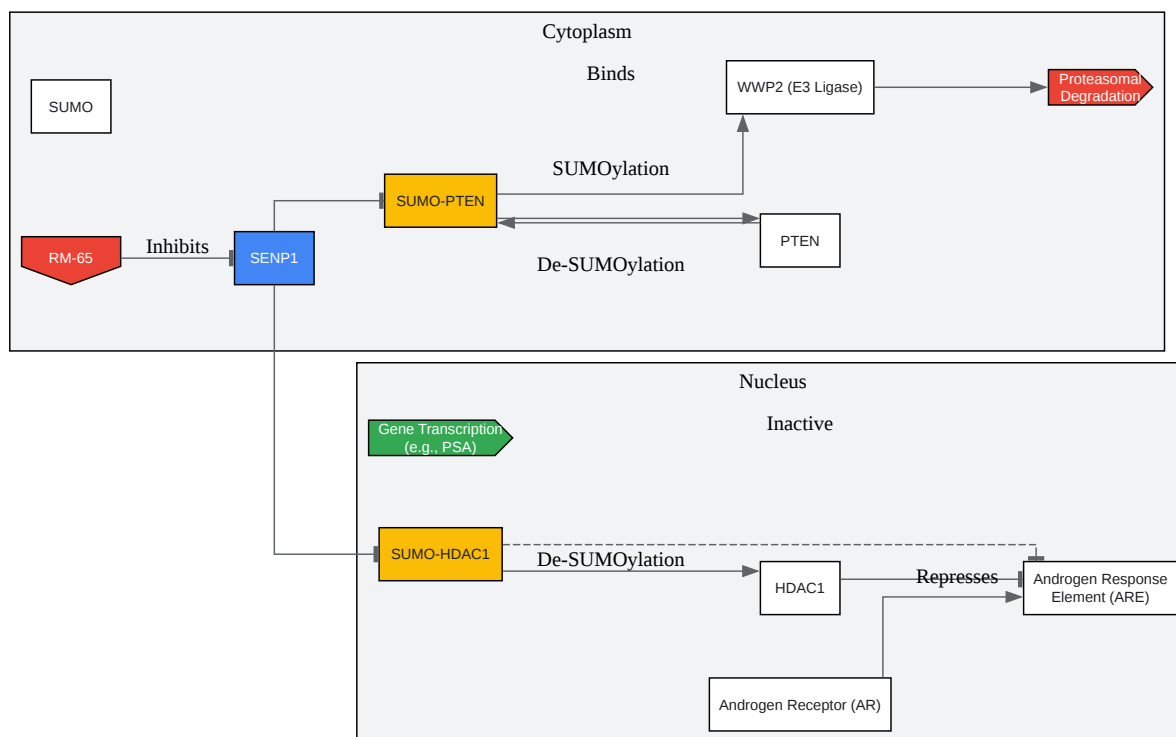 Cytoplasm
Binds
SUMO
WWP2 (E3 Ligase)
Proteasomal
Degradation
SUMOylation
SUMO-PTEN
PTEN
RM-65
Inhibits
SENP1
De-SUMOylation
Nucleus
Inactive
Gene Transcription
(e.g., PSA)
SUMO-HDAC1
De-SUMOylation
HDAC1
Represses
Androgen Response
Element (ARE)
Androgen Receptor (AR)